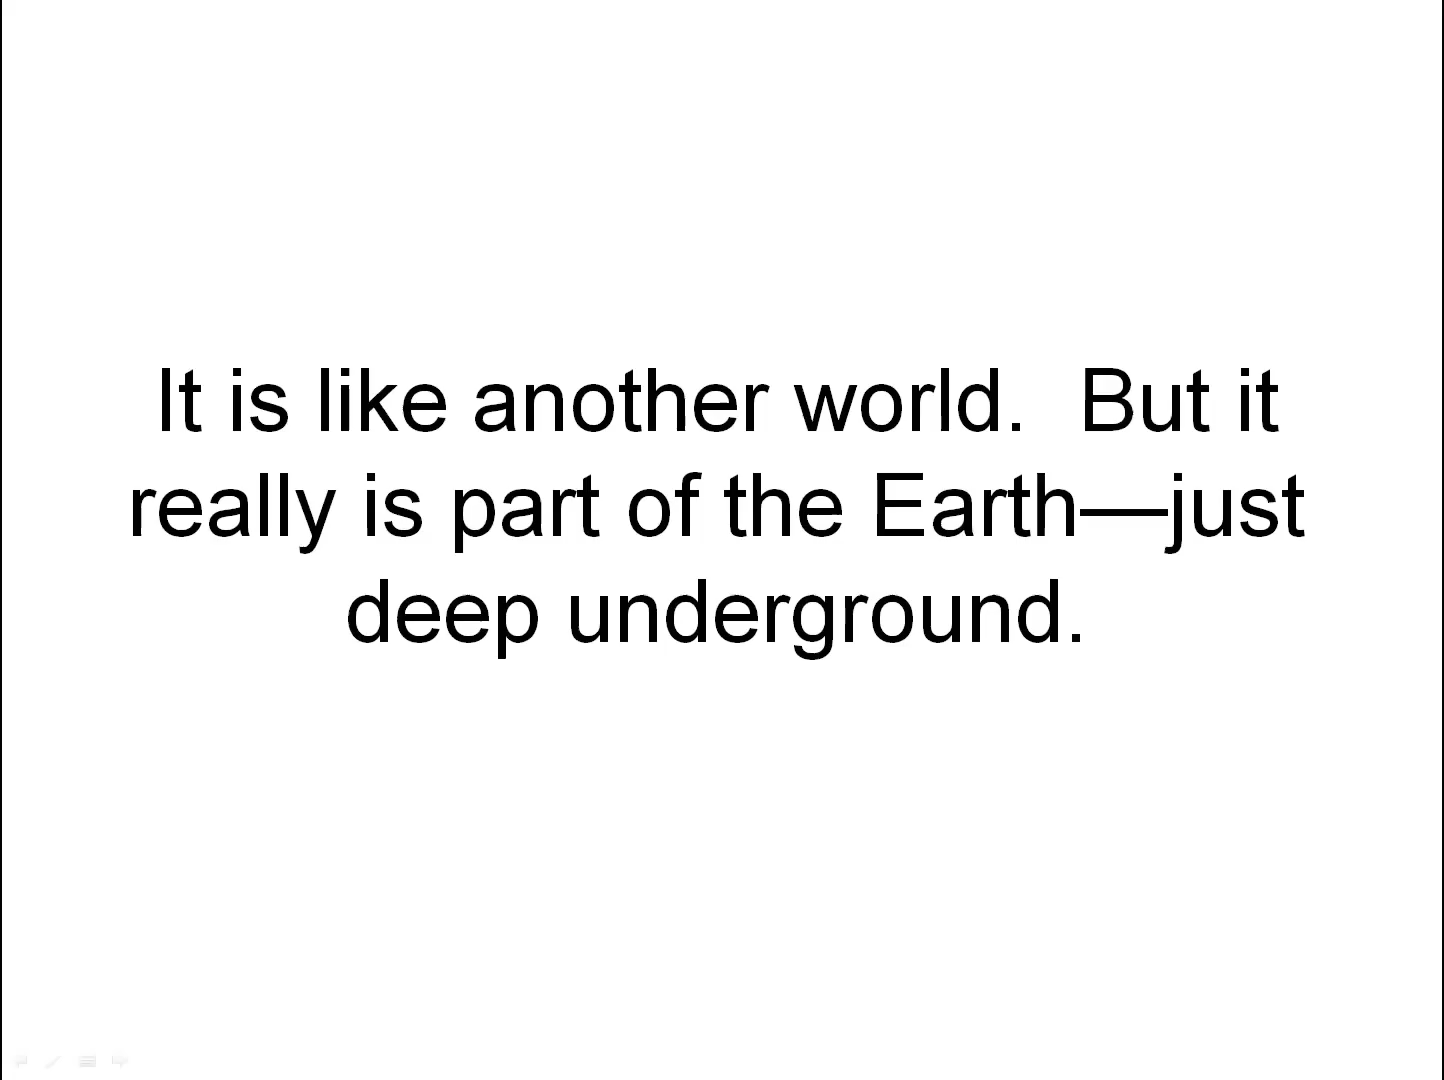 It is like another world.  But it
really is part of the Earth—just
deep underground.